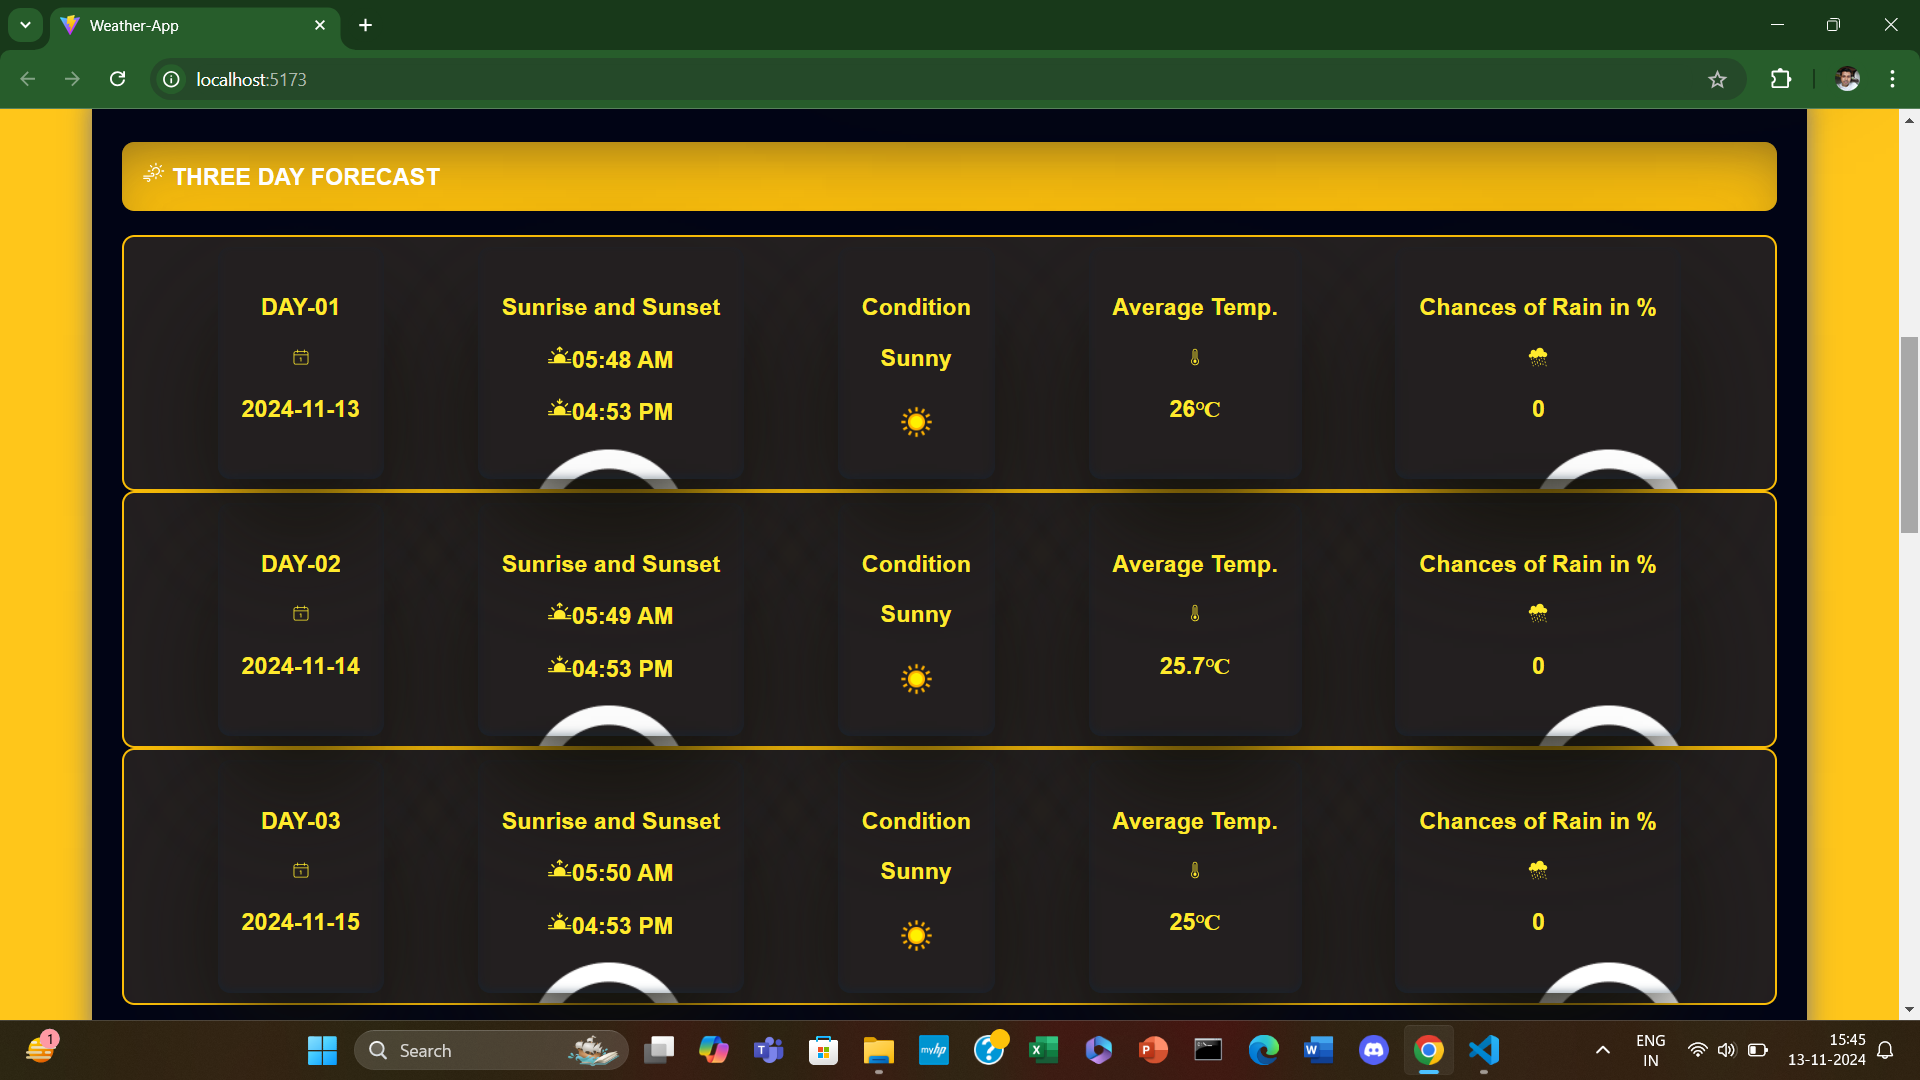 Weather-App
localhost:5173
THREE DAY FORECAST
DAY-01 Sunrise and Sunset Condition Average Temp. Chances of Rain in %
05:48 AM Sunny
2024-11-13 04:53 PM 26°C 0
DAY-02 Sunrise and Sunset Condition Average Temp. Chances of Rain in %
05:49 AM Sunny
2024-11-14 04:53 PM 25.7°C 0
DAY-03 Sunrise and Sunset Condition Average Temp. Chances of Rain in %
05:50 AM Sunny
2024-11-15 04:53 PM 25°C 0
1
Search
myhp
ENG
IN
15:45
13-11-2024